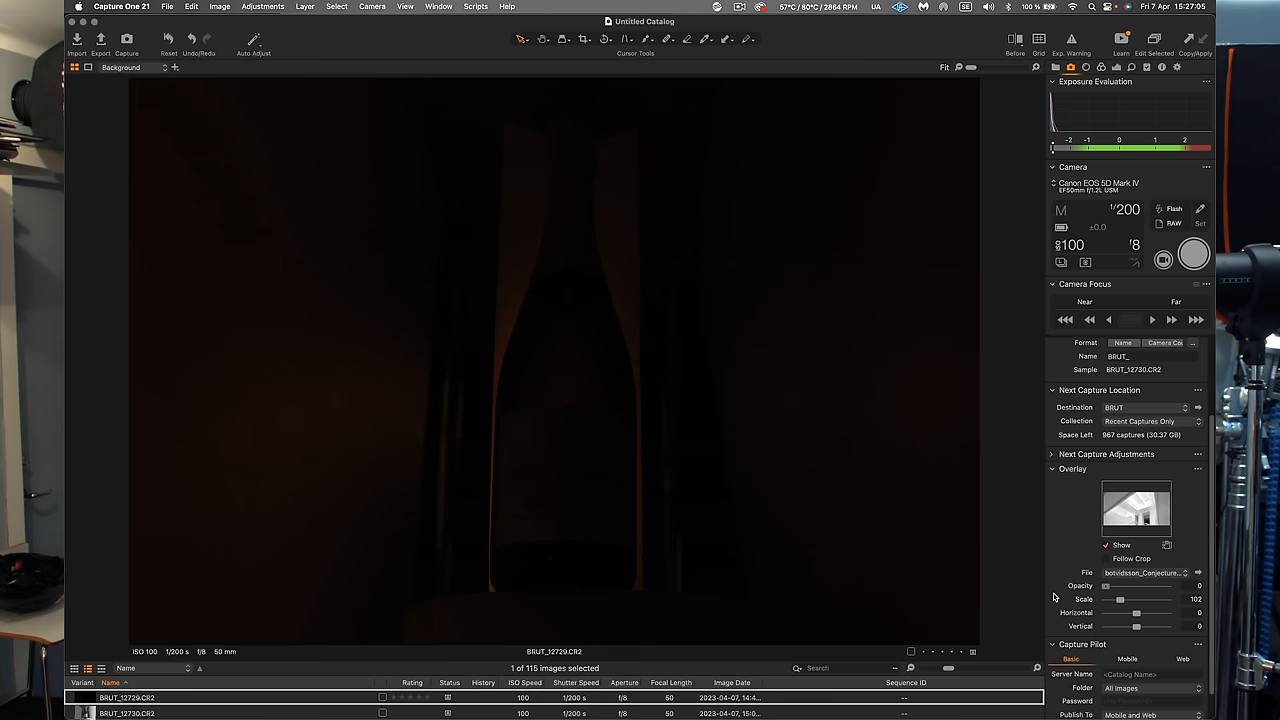 Capture One 21 File Edit Image Adjustments Layer Select Camera View Window Scripts Help 57°C / 80°C / 2864 RPM UA SE 100 % Fri 7 Apr 15:27:05
Untitled Catalog
Import Export Capture Reset Undo/Redo Auto Adjust Cursor Tools Before Grid Exp. Warning Learn Edit Selected Copy/Apply
Background Fit
Exposure Evaluation
-2 -1 0 1 2
Camera
Canon EOS 5D Mark IV
EF50mm f/1.2L USM
M 1/200 Flash
±0.0 RAW Set
ISO 100 f8
Camera Focus
Near Far
Format Name Camera Co ...
Name BRUT_
Sample BRUT_12730.CR2
Next Capture Location
Destination BRUT
Collection Recent Captures Only
Space Left 967 captures (30.37 GB)
Next Capture Adjustments
Overlay
Show
Follow Crop
File botvidsson_Conjecture...
Opacity 0
Scale 102
Horizontal 0
Vertical 0
Capture Pilot
Basic Mobile Web
Server Name <Catalog Name>
Folder All Images
Password
Publish To Mobile and Web
ISO 100 1/200 s f/8 50 mm BRUT_12729.CR2
Name 1 of 115 images selected Search
Variant Name Rating Status History ISO Speed Shutter Speed Aperture Focal Length Image Date Sequence ID
BRUT_12729.CR2 100 1/200 s f/8 50 2023-04-07, 14:4... --
BRUT_12730.CR2 100 1/200 s f/8 50 2023-04-07, 15:0... --